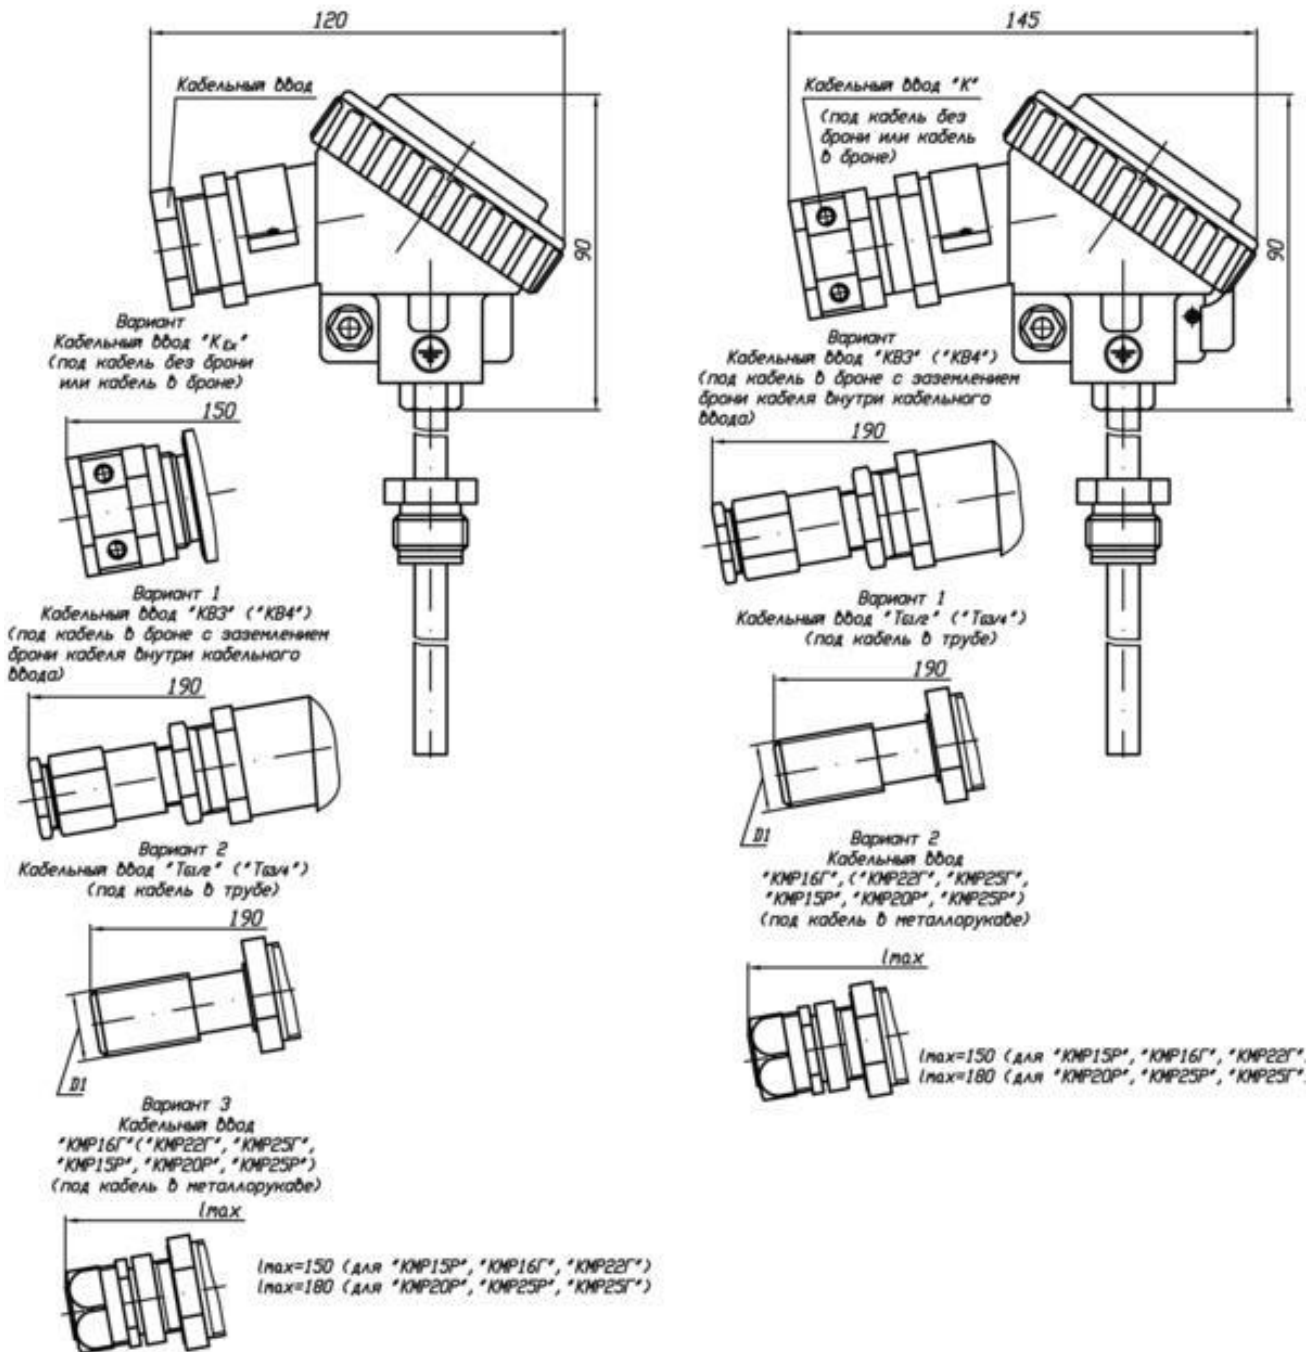 120
Кабельный ввод
90
Вариант
Кабельный ввод "КEx"
(под кабель без брони
или кабель в броне)
150
Вариант 1
Кабельный ввод "КВ3" ("КВ4")
(под кабель в броне с заземлением
брони кабеля внутри кабельного
ввода)
190
Вариант 2
Кабельный ввод "TG1/2" ("TG3/4")
(под кабель в трубе)
190
D1
Вариант 3
Кабельный ввод
"КМР16Г"("КМР22Г", "КМР25Г",
"КМР15Р", "КМР20Р", "КМР25Р")
(под кабель в металлорукаве)
lmax
lmax=150 (для "КМР15Р", "КМР16Г", "КМР22Г")
lmax=180 (для "КМР20Р", "КМР25Р", "КМР25Г")
145
Кабельный ввод "К"
(под кабель без
брони или кабель
в броне)
90
Вариант
Кабельный ввод "КВ3" ("КВ4")
(под кабель в броне с заземлением
брони кабеля внутри кабельного
ввода)
190
Вариант 1
Кабельный ввод "TG1/2" ("TG3/4")
(под кабель в трубе)
190
D1
Вариант 2
Кабельный ввод
"КМР16Г", ("КМР22Г", "КМР25Г",
"КМР15Р", "КМР20Р", "КМР25Р")
(под кабель в металлорукаве)
lmax
lmax=150 (для "КМР15Р", "КМР16Г", "КМР22Г"
lmax=180 (для "КМР20Р", "КМР25Р", "КМР25Г"